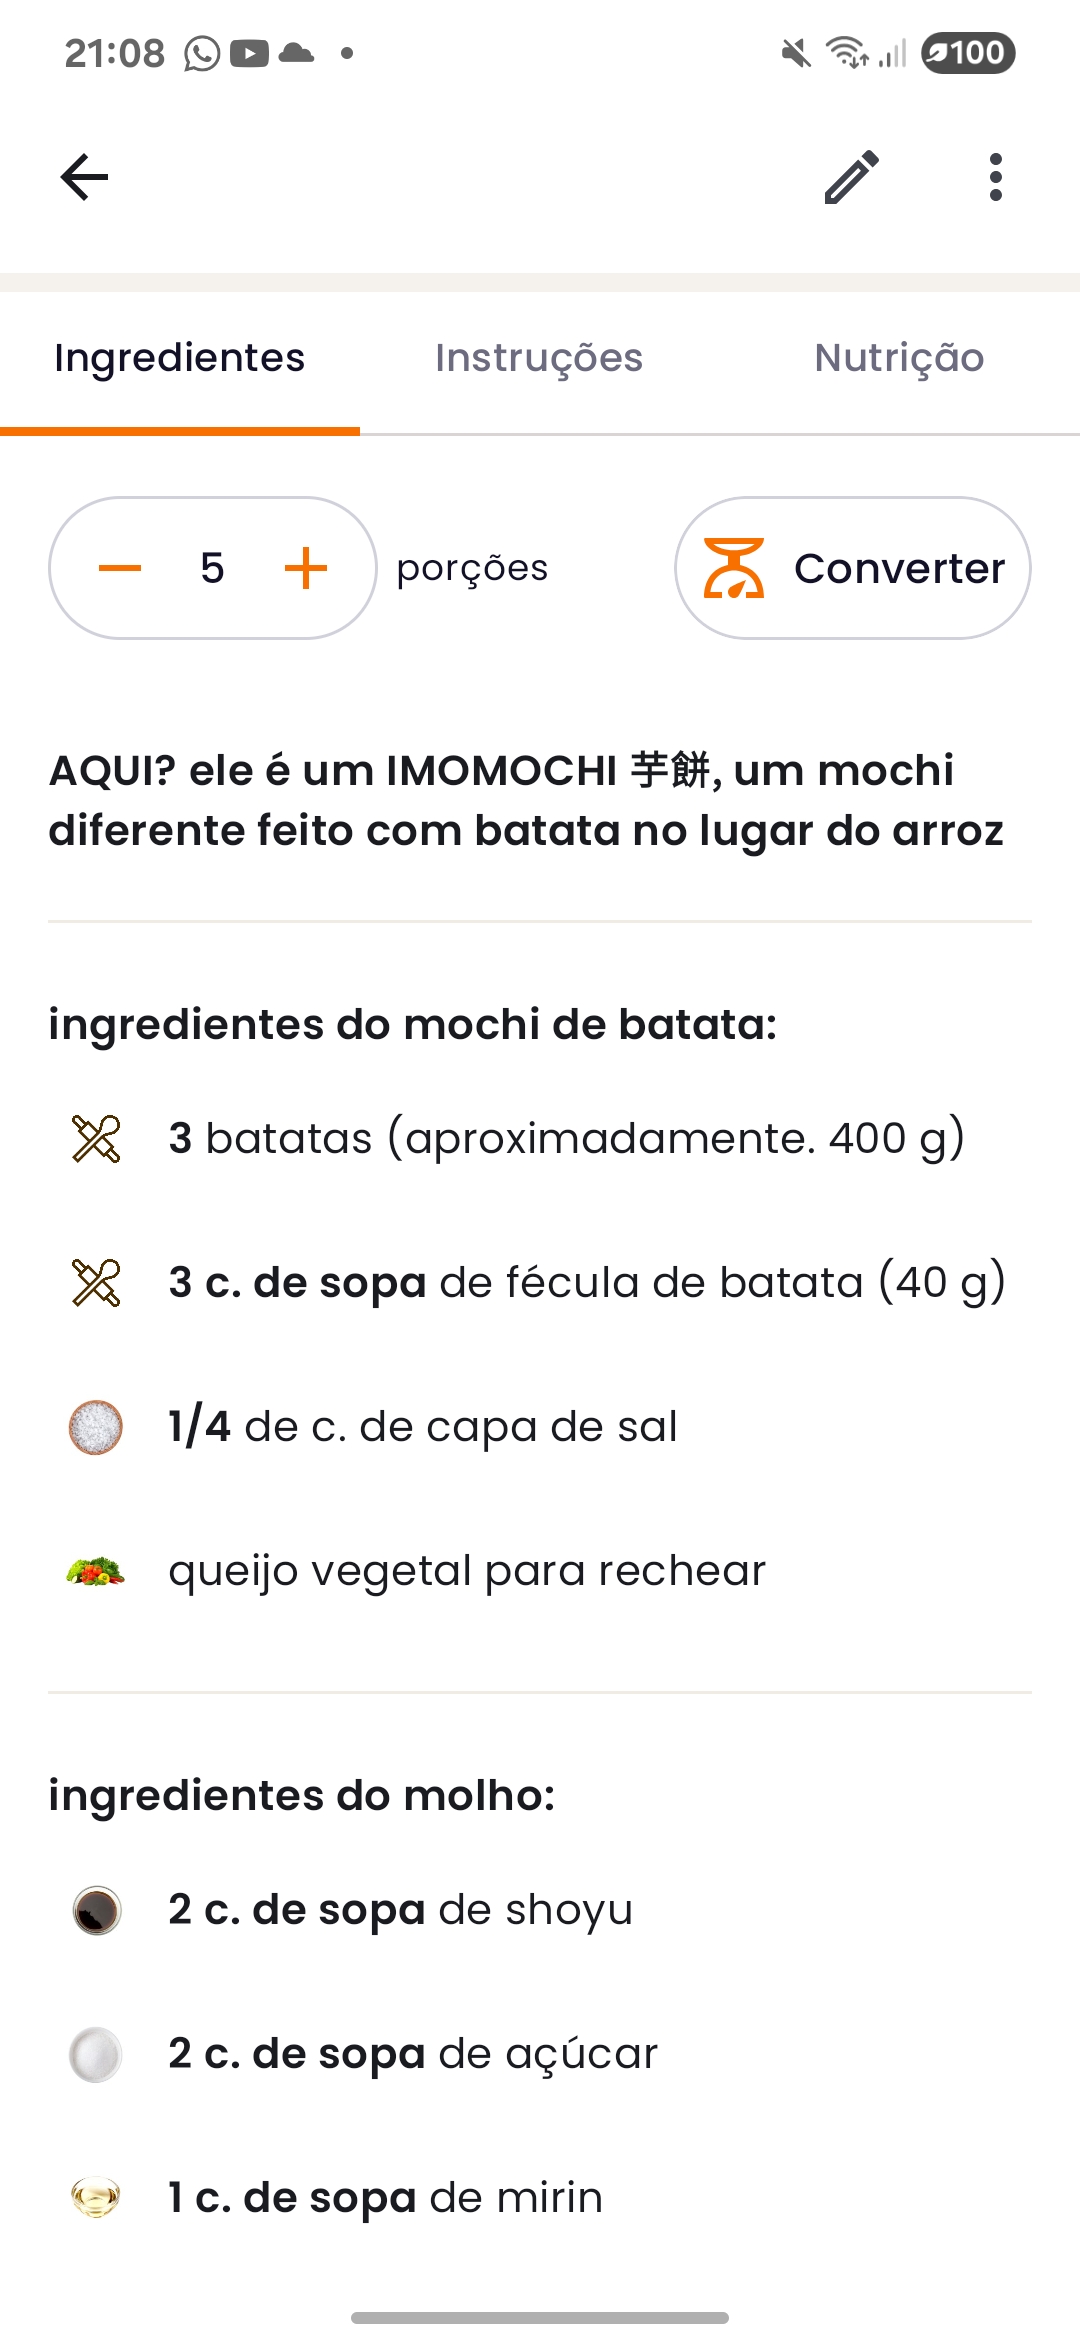 21:08
100
Ingredientes Instruções Nutrição
5 porções Converter
AQUI? ele é um IMOMOCHI 芋餅, um mochi
diferente feito com batata no lugar do arroz
ingredientes do mochi de batata:
3 batatas (aproximadamente. 400 g)
3 c. de sopa de fécula de batata (40 g)
1/4 de c. de capa de sal
queijo vegetal para rechear
ingredientes do molho:
2 c. de sopa de shoyu
2 c. de sopa de açúcar
1 c. de sopa de mirin